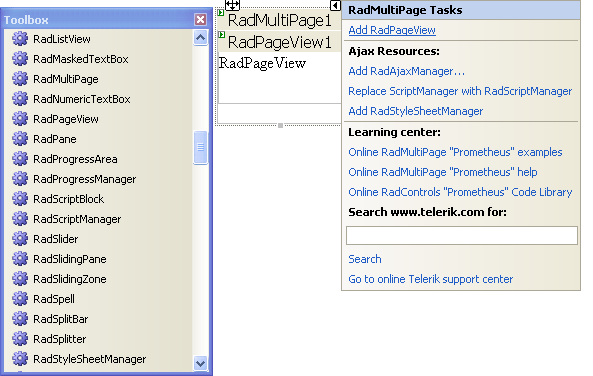 Toolbox
RadListView
RadMaskedTextBox
RadMultiPage
RadNumericTextBox
RadPageView
RadPane
RadProgressArea
RadProgressManager
RadScriptBlock
RadScriptManager
RadSlider
RadSlidingPane
RadSlidingZone
RadSpell
RadSplitBar
RadSplitter
RadStyleSheetManager
RadMultiPage1
RadPageView1
RadPageView
RadMultiPage Tasks
Add RadPageView
Ajax Resources:
Add RadAjaxManager...
Replace ScriptManager with RadScriptManager
Add RadStyleSheetManager
Learning center:
Online RadMultiPage "Prometheus" examples
Online RadMultiPage "Prometheus" help
Online RadControls "Prometheus" Code Library
Search www.telerik.com for:
Search
Go to online Telerik support center